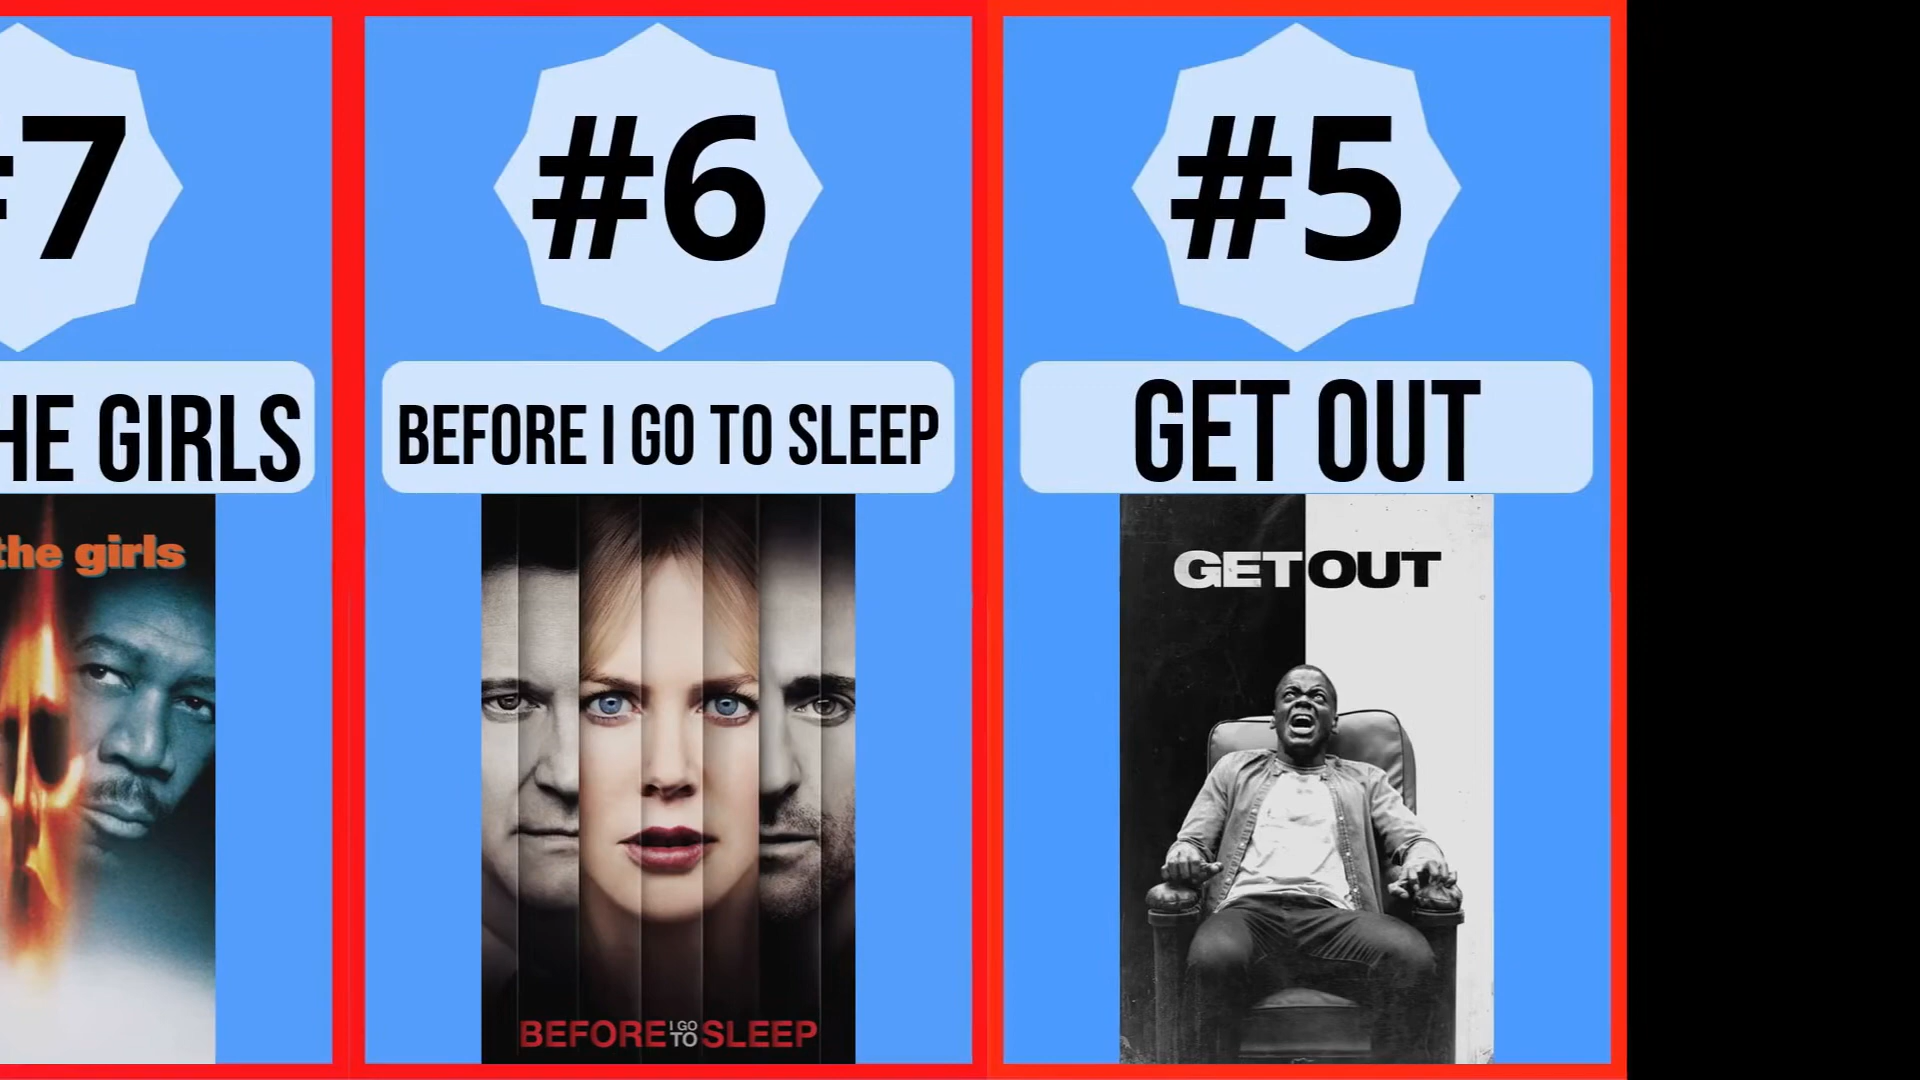 #7
HE GIRLS
the girls
#6
BEFORE I GO TO SLEEP
BEFORE I GO TO SLEEP
#5
GET OUT
GET OUT